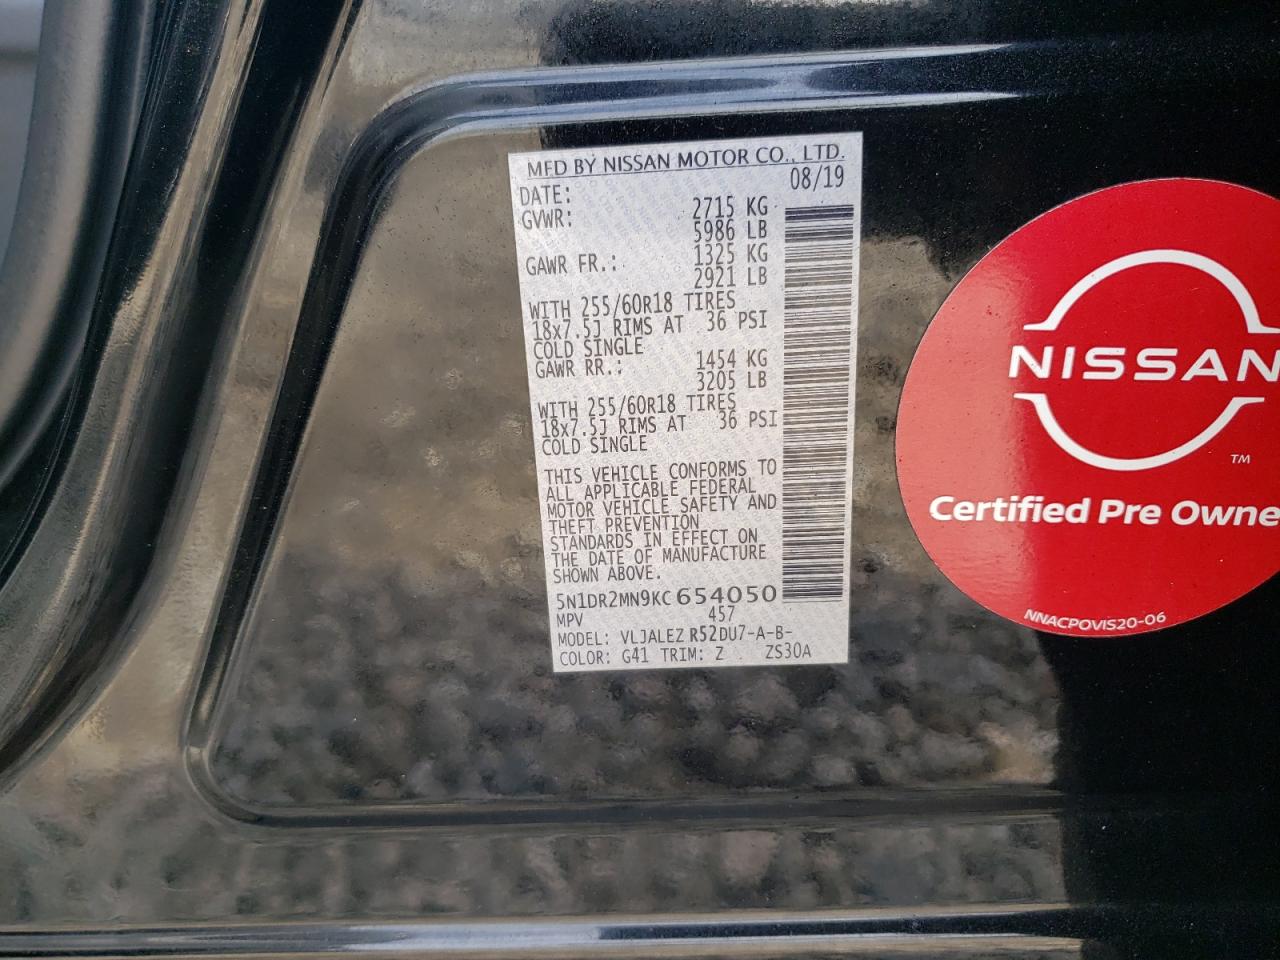 MFD BY NISSAN MOTOR CO., LTD.
DATE: 08/19
GVWR: 2715 KG
5986 LB
GAWR FR.: 1325 KG
2921 LB
WITH 255/60R18 TIRES
18x7.5J RIMS AT 36 PSI
COLD SINGLE
GAWR RR.: 1454 KG
3205 LB
WITH 255/60R18 TIRES
18x7.5J RIMS AT 36 PSI
COLD SINGLE
THIS VEHICLE CONFORMS TO
ALL APPLICABLE FEDERAL
MOTOR VEHICLE SAFETY AND
THEFT PREVENTION
STANDARDS IN EFFECT ON
THE DATE OF MANUFACTURE
SHOWN ABOVE.
5N1DR2MN9KC 654050
MPV 457
MODEL: VLJALEZ R52DU7-A-B-
COLOR: G41 TRIM: Z ZS30A
NISSAN
TM
Certified Pre Owne
NNACPOVIS20-06